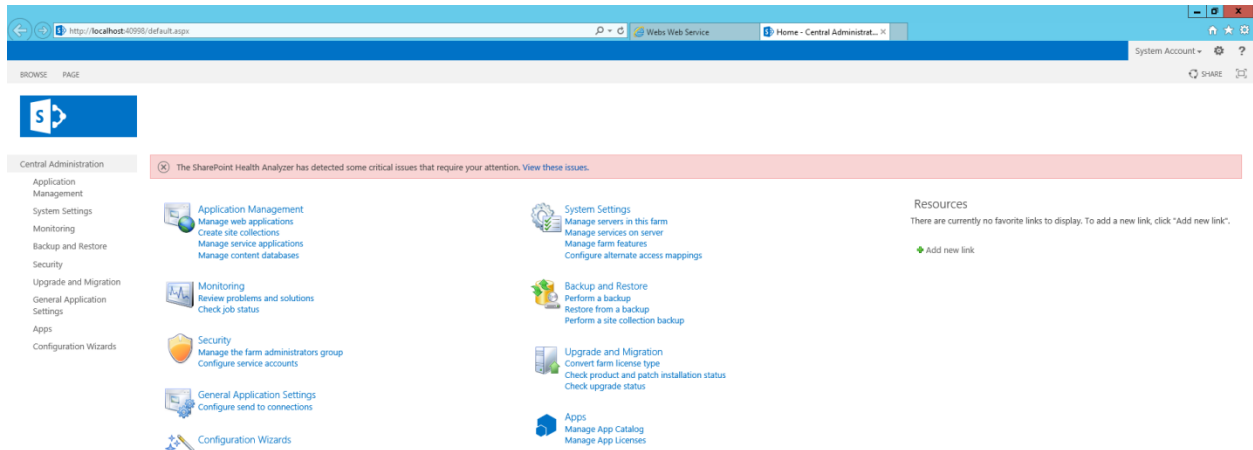 http://localhost:40998/default.aspx
Webs Web Service
Home - Central Administrat...
System Account
?
BROWSE PAGE
SHARE
S
Central Administration
Application
Management
System Settings
Monitoring
Backup and Restore
Security
Upgrade and Migration
General Application
Settings
Apps
Configuration Wizards
The SharePoint Health Analyzer has detected some critical issues that require your attention. View these issues.
Application Management
Manage web applications
Create site collections
Manage service applications
Manage content databases
Monitoring
Review problems and solutions
Check job status
Security
Manage the farm administrators group
Configure service accounts
General Application Settings
Configure send to connections
Configuration Wizards
System Settings
Manage servers in this farm
Manage services on server
Manage farm features
Configure alternate access mappings
Backup and Restore
Perform a backup
Restore from a backup
Perform a site collection backup
Upgrade and Migration
Convert farm license type
Check product and patch installation status
Check upgrade status
Apps
Manage App Catalog
Manage App Licenses
Resources
There are currently no favorite links to display. To add a new link, click "Add new link".
Add new link